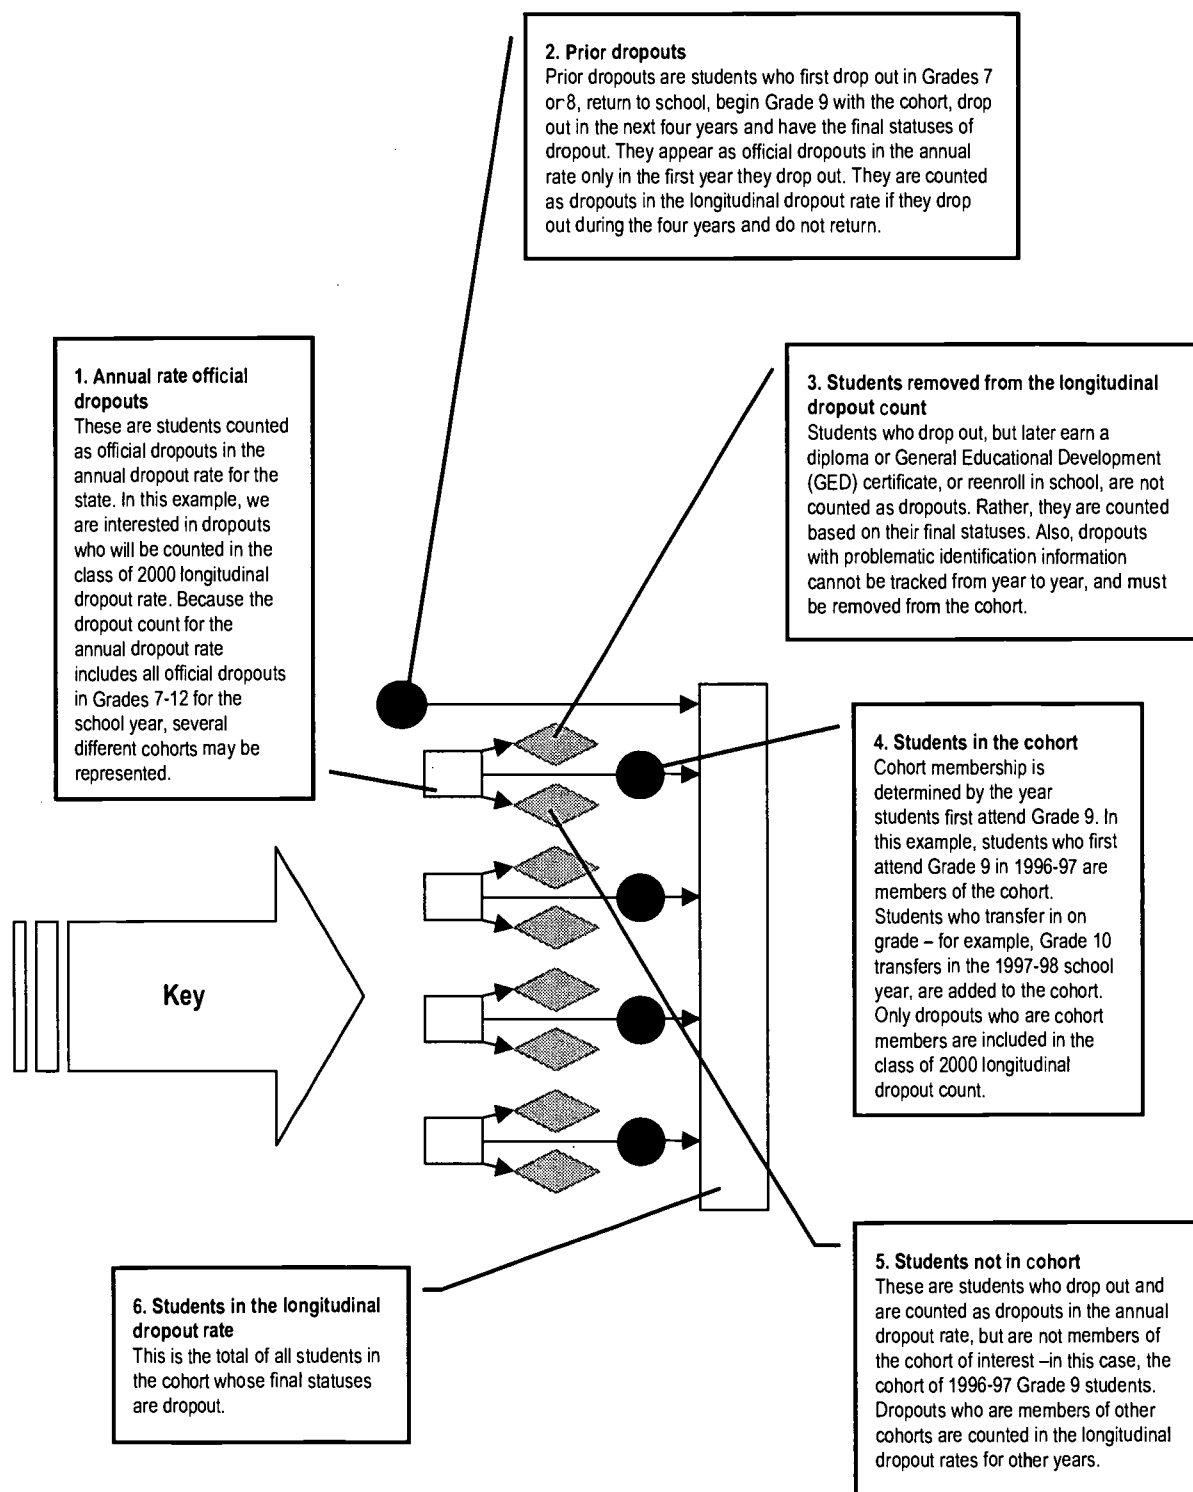 2. Prior dropouts
Prior dropouts are students who first drop out in Grades 7
or 8, return to school, begin Grade 9 with the cohort, drop
out in the next four years and have the final statuses of
dropout. They appear as official dropouts in the annual
rate only in the first year they drop out. They are counted
as dropouts in the longitudinal dropout rate if they drop
out during the four years and do not return.
1. Annual rate official
dropouts
These are students counted
as official dropouts in the
annual dropout rate for the
state. In this example, we
are interested in dropouts
who will be counted in the
class of 2000 longitudinal
dropout rate. Because the
dropout count for the
annual dropout rate
includes all official dropouts
in Grades 7-12 for the
school year, several
different cohorts may be
represented.
3. Students removed from the longitudinal
dropout count
Students who drop out, but later earn a
diploma or General Educational Development
(GED) certificate, or reenroll in school, are not
counted as dropouts. Rather, they are counted
based on their final statuses. Also, dropouts
with problematic identification information
cannot be tracked from year to year, and must
be removed from the cohort.
4. Students in the cohort
Cohort membership is
determined by the year
students first attend Grade 9. In
this example, students who first
attend Grade 9 in 1996-97 are
members of the cohort.
Students who transfer in on
grade – for example, Grade 10
transfers in the 1997-98 school
year, are added to the cohort.
Only dropouts who are cohort
members are included in the
class of 2000 longitudinal
dropout count.
Key
5. Students not in cohort
These are students who drop out and
are counted as dropouts in the annual
dropout rate, but are not members of
the cohort of interest –in this case, the
cohort of 1996-97 Grade 9 students.
Dropouts who are members of other
cohorts are counted in the longitudinal
dropout rates for other years.
6. Students in the longitudinal
dropout rate
This is the total of all students in
the cohort whose final statuses
are dropout.